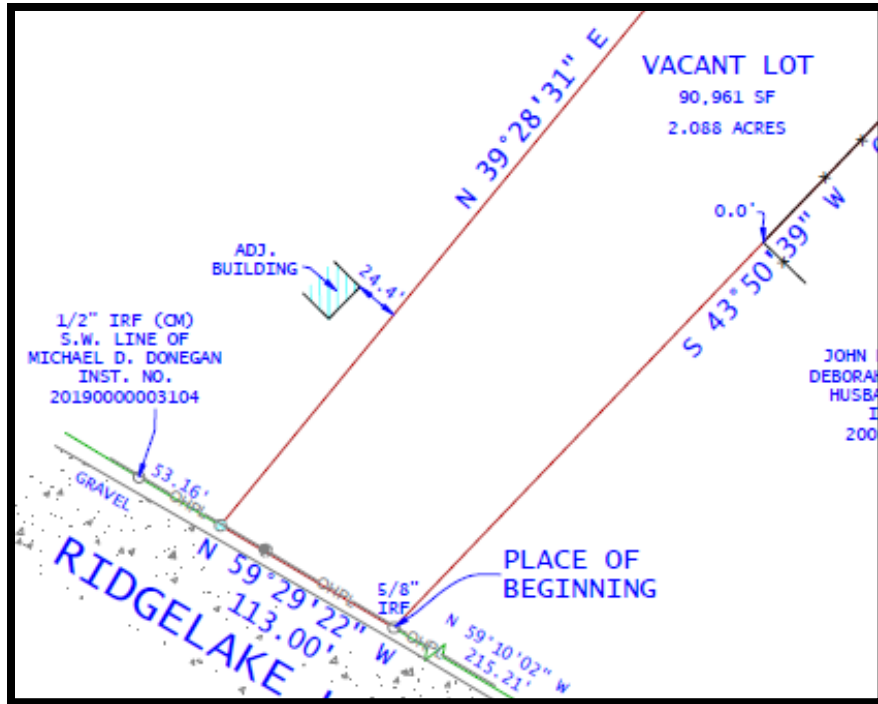 VACANT LOT
90,961 SF
2.088 ACRES
N 39°28'31" E
0.0'
S 43°50'39" W
ADJ.
BUILDING
24.4'
1/2" IRF (CM)
S.W. LINE OF
MICHAEL D. DONEGAN
INST. NO.
20190000003104
JOHN
DEBORAH
HUSBA
I
200
53.16'
OHPL
GRAVEL
N 59°29'22" W
113.00'
OHPL
5/8"
IRF
PLACE OF
BEGINNING
OHPL
N 59°10'02" W
215.21'
RIDGELAKE